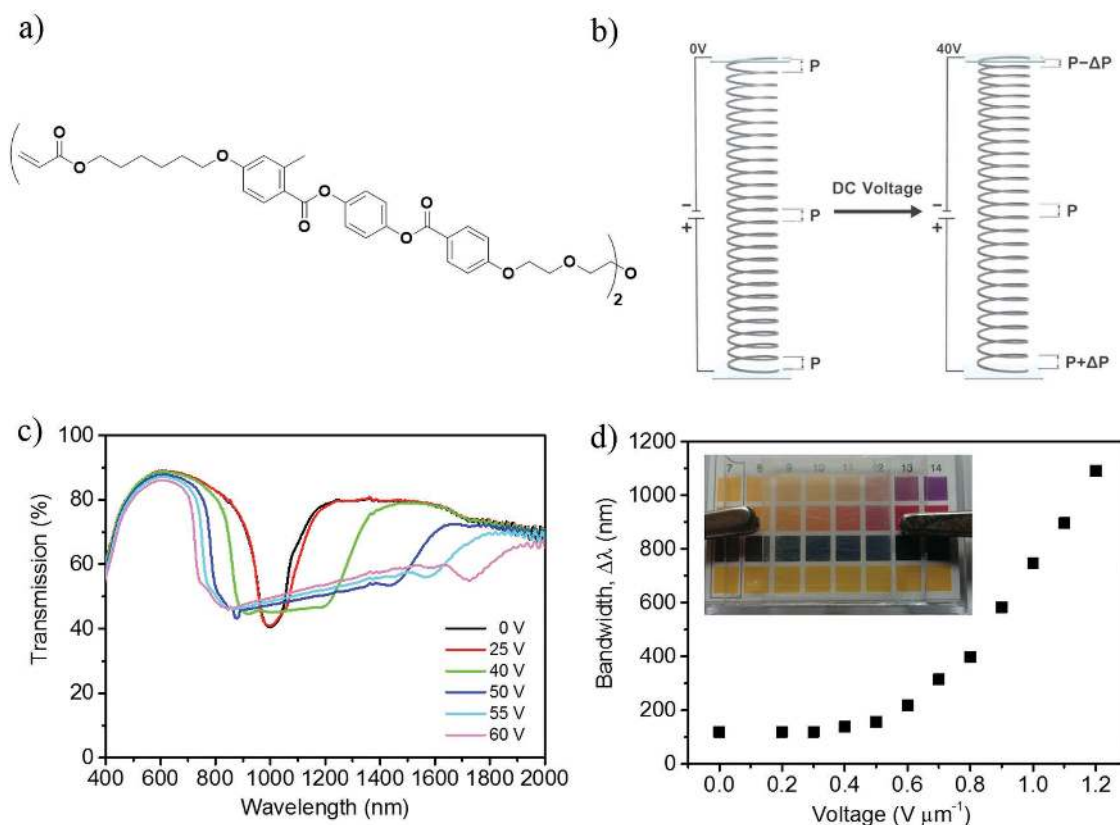 a)
O
O
O
O
O
O
O
O
O
O
2
b)
0V
40V
P
P−ΔP
P
P
DC Voltage
−
+
−
+
P
P+ΔP
c)
Transmission (%)
100
80
60
40
20
0
0 V
25 V
40 V
50 V
55 V
60 V
400 600 800 1000 1200 1400 1600 1800 2000
Wavelength (nm)
d)
Bandwidth, Δλ (nm)
1200
1000
800
600
400
200
0
7 8 9 10 11 12 13 14
0.0 0.2 0.4 0.6 0.8 1.0 1.2
Voltage (V μm⁻¹)